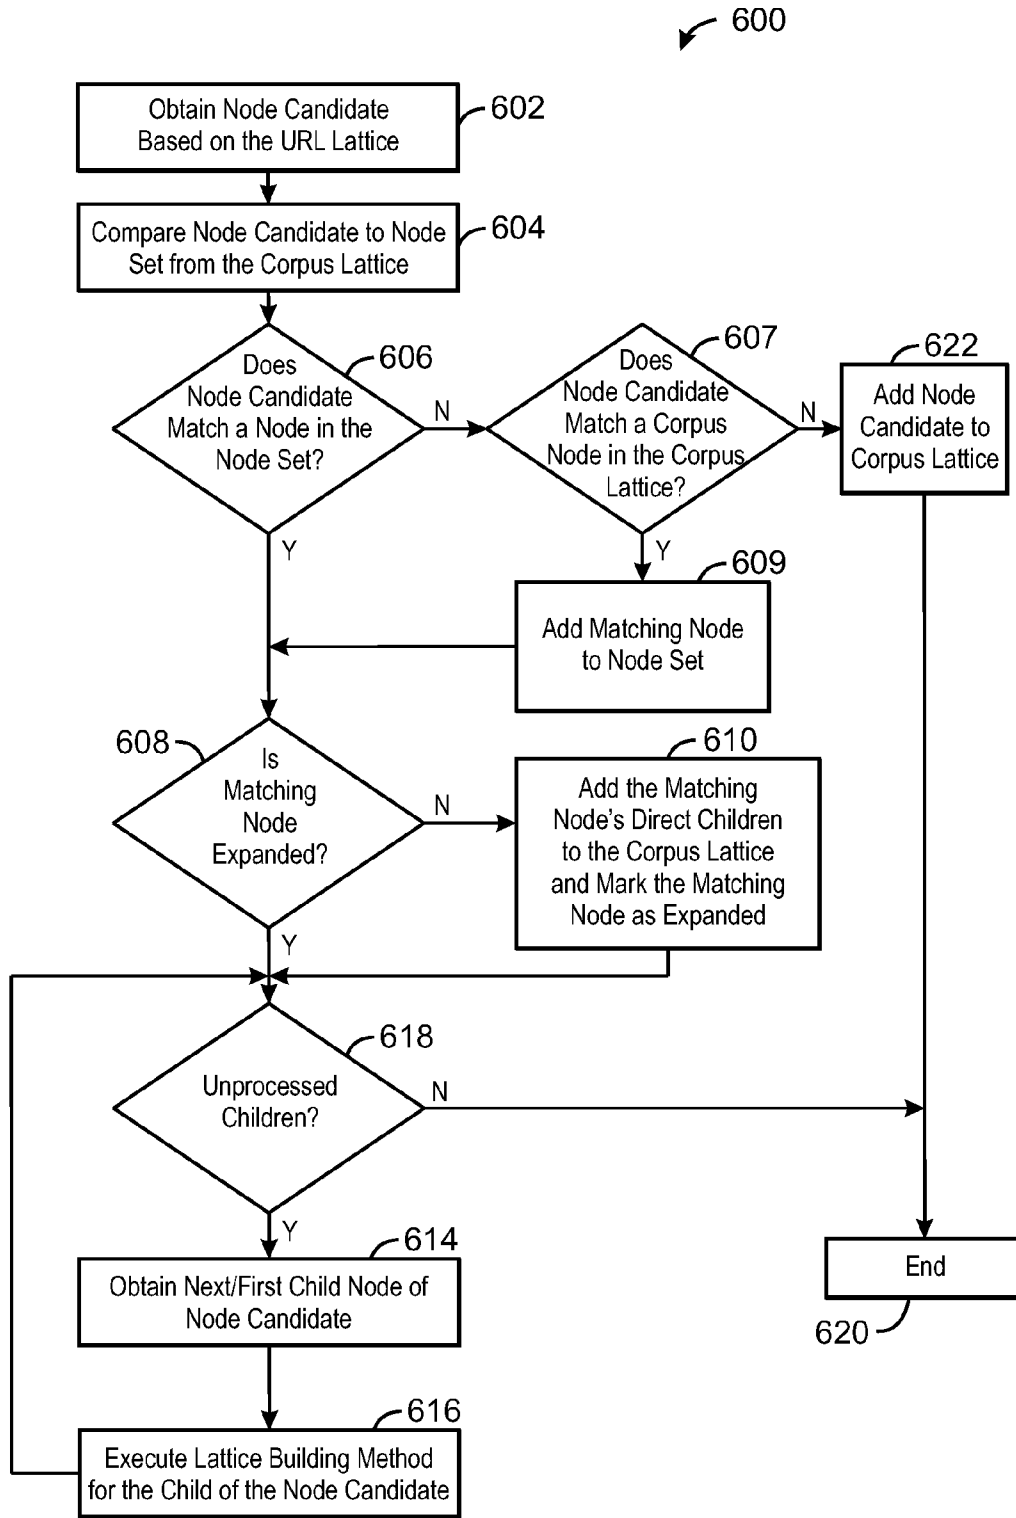 600
Obtain Node Candidate
Based on the URL Lattice
602
Compare Node Candidate to Node
Set from the Corpus Lattice
604
Does
Node Candidate
Match a Node in the
Node Set?
606
N
Y
Does
Node Candidate
Match a Corpus
Node in the Corpus
Lattice?
607
N
Y
622
Add Node
Candidate to
Corpus Lattice
609
Add Matching Node
to Node Set
608
Is
Matching
Node
Expanded?
N
Y
610
Add the Matching
Node's Direct Children
to the Corpus Lattice
and Mark the Matching
Node as Expanded
618
Unprocessed
Children?
N
Y
614
Obtain Next/First Child Node of
Node Candidate
End
620
616
Execute Lattice Building Method
for the Child of the Node Candidate